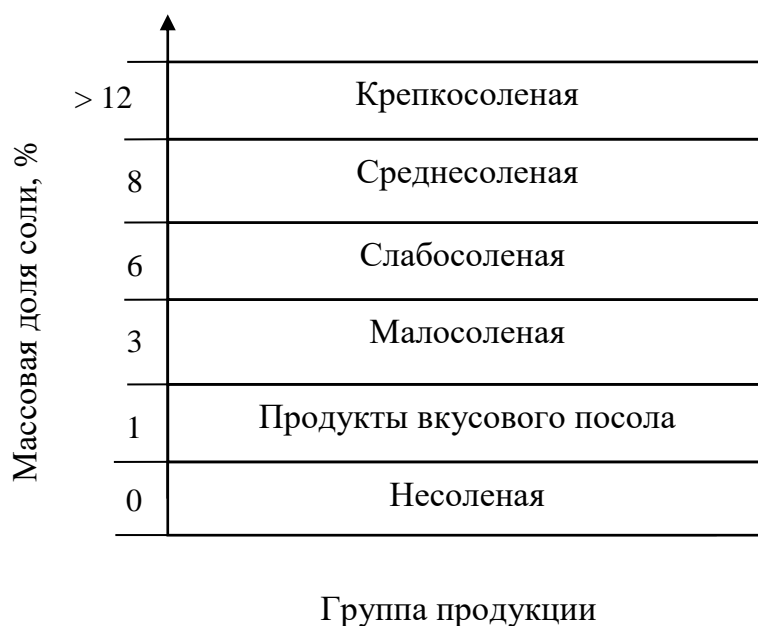 Массовая доля соли, %
> 12 Крепкосоленая
8 Среднесоленая
6 Слабосоленая
3 Малосоленая
1 Продукты вкусового посола
0 Несоленая
Группа продукции